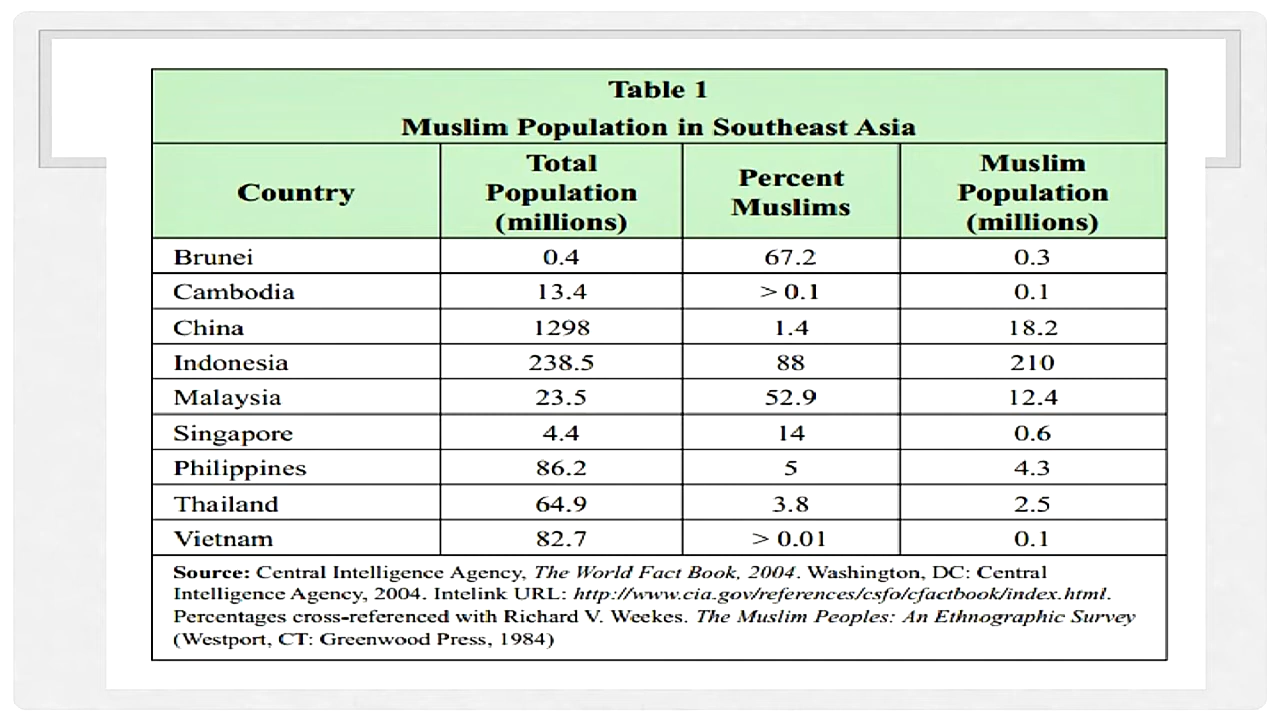 Table 1
Muslim Population in Southeast Asia
Country
Total
Population
(millions)
Percent
Muslims
Muslim
Population
(millions)
Brunei 0.4 67.2 0.3
Cambodia 13.4 > 0.1 0.1
China 1298 1.4 18.2
Indonesia 238.5 88 210
Malaysia 23.5 52.9 12.4
Singapore 4.4 14 0.6
Philippines 86.2 5 4.3
Thailand 64.9 3.8 2.5
Vietnam 82.7 > 0.01 0.1
Source: Central Intelligence Agency, The World Fact Book, 2004. Washington, DC: Central
Intelligence Agency, 2004. Intelink URL: http://www.cia.gov/references/csfo/cfactbook/index.html.
Percentages cross-referenced with Richard V. Weekes. The Muslim Peoples: An Ethnographic Survey
(Westport, CT: Greenwood Press, 1984)